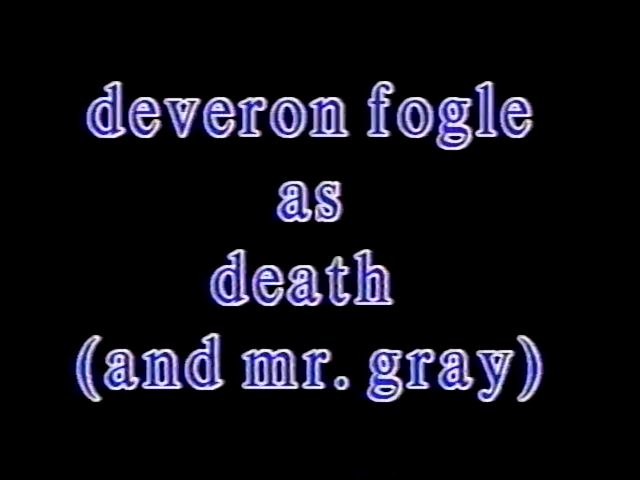 deveron fogle
as
death
(and mr. gray)